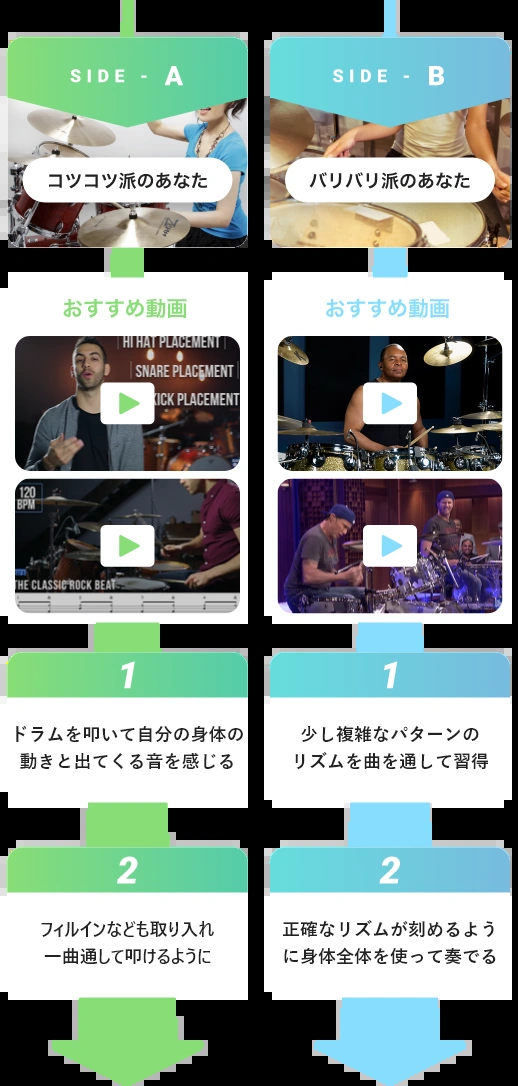 SIDE - A
コツコツ派のあなた
おすすめ動画
HI HAT PLACEMENT
SNARE PLACEMENT
KICK PLACEMENT
120
BPM
THE CLASSIC ROCK BEAT
1
ドラムを叩いて自分の身体の
動きと出てくる音を感じる
2
フィルインなども取り入れ
一曲通して叩けるように
SIDE - B
バリバリ派のあなた
おすすめ動画
1
少し複雑なパターンの
リズムを曲を通して習得
2
正確なリズムが刻めるよう
に身体全体を使って奏でる